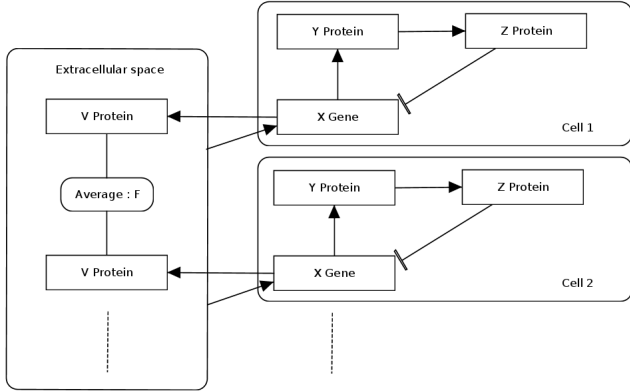 Extracellular space
V Protein
Average : F
V Protein
Y Protein
Z Protein
X Gene
Cell 1
Y Protein
Z Protein
X Gene
Cell 2